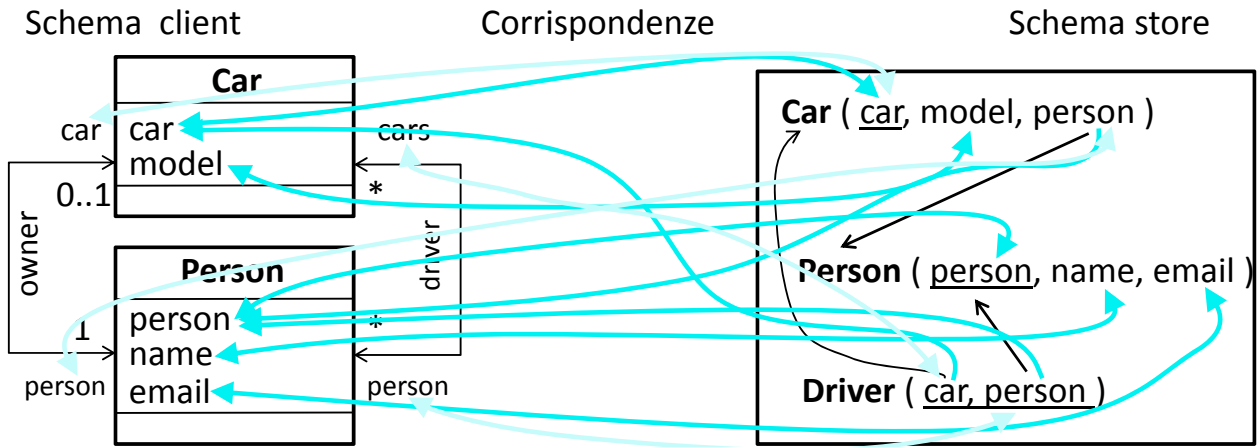 Schema client
Corrispondenze
Schema store
Car
car
model
car
cars
0..1
*
owner
driver
Person
person
name
email
1
*
person
person
Car ( car, model, person )
Person ( person, name, email )
Driver ( car, person )